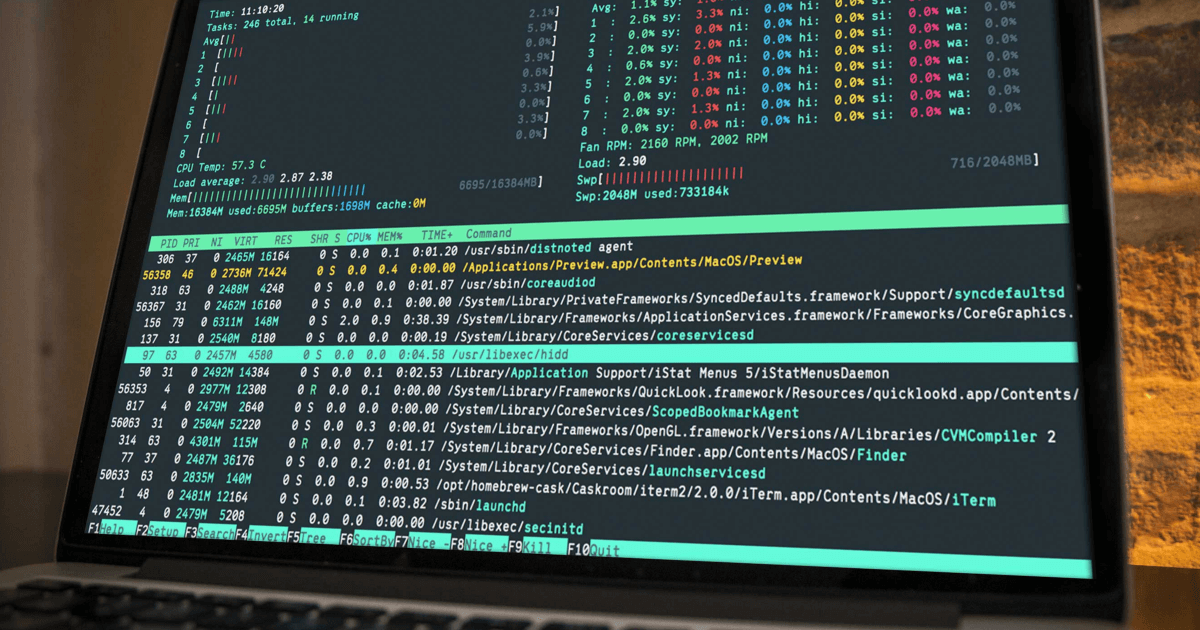 Time: 11:10:20
Tasks: 246 total, 14 running
Avg[ 2.1%]
1 [ 5.9%]
2 [ 0.0%]
3 [ 3.9%]
4 [ 0.6%]
5 [ 3.3%]
6 [ 0.0%]
7 [ 3.3%]
8 [ 0.0%]
CPU Temp: 57.3 C
Load average: 2.90 2.87 2.38
Mem[ 6695/16384MB]
Mem:16384M used:6695M buffers:1698M cache:0M
Avg: 1.1% sy: ni: 0.0% hi: 0.0% si: 0.0% wa: 0.0%
1 : 2.6% sy: 3.3% ni: 0.0% hi: 0.0% si: 0.0% wa: 0.0%
2 : 0.0% sy: 0.0% ni: 0.0% hi: 0.0% si: 0.0% wa: 0.0%
3 : 2.0% sy: 2.0% ni: 0.0% hi: 0.0% si: 0.0% wa: 0.0%
4 : 0.6% sy: 0.0% ni: 0.0% hi: 0.0% si: 0.0% wa: 0.0%
5 : 2.0% sy: 1.3% ni: 0.0% hi: 0.0% si: 0.0% wa: 0.0%
6 : 0.0% sy: 0.0% ni: 0.0% hi: 0.0% si: 0.0% wa: 0.0%
7 : 2.0% sy: 1.3% ni: 0.0% hi: 0.0% si: 0.0% wa: 0.0%
8 : 0.0% sy: 0.0% ni: 0.0% hi: 0.0% si: 0.0% wa: 0.0%
Fan RPM: 2160 RPM, 2002 RPM
Load: 2.90
Swp[ 716/2048MB]
Swp:2048M used:733184k
PID PRI NI VIRT RES SHR S CPU% MEM% TIME+ Command
306 37 0 2465M 16164 0 S 0.0 0.1 0:01.20 /usr/sbin/distnoted agent
56358 46 0 2736M 71424 0 S 0.0 0.4 0:00.00 /Applications/Preview.app/Contents/MacOS/Preview
318 63 0 2488M 4248 0 S 0.0 0.0 0:01.87 /usr/sbin/coreaudiod
56367 31 0 2462M 16160 0 S 0.0 0.1 0:00.00 /System/Library/PrivateFrameworks/SyncedDefaults.framework/Support/syncdefaultsd
156 79 0 6311M 148M 0 S 2.0 0.9 0:38.39 /System/Library/Frameworks/ApplicationServices.framework/Frameworks/CoreGraphics.
137 31 0 2540M 8180 0 S 0.0 0.0 0:00.19 /System/Library/CoreServices/coreservicesd
97 63 0 2457M 4580 0 S 0.0 0.0 0:04.58 /usr/libexec/hidd
50 31 0 2492M 14384 0 S 0.0 0.1 0:02.53 /Library/Application Support/iStat Menus 5/iStatMenusDaemon
56353 4 0 2977M 12308 0 R 0.0 0.1 0:00.00 /System/Library/Frameworks/QuickLook.framework/Resources/quicklookd.app/Contents/
817 4 0 2479M 2640 0 S 0.0 0.0 0:00.00 /System/Library/CoreServices/ScopedBookmarkAgent
56063 31 0 2504M 52220 0 S 0.0 0.3 0:00.01 /System/Library/Frameworks/OpenGL.framework/Versions/A/Libraries/CVMCompiler 2
314 63 0 4301M 115M 0 R 0.0 0.7 0:01.17 /System/Library/CoreServices/Finder.app/Contents/MacOS/Finder
77 37 0 2487M 36176 0 S 0.0 0.2 0:01.01 /System/Library/CoreServices/launchservicesd
50633 63 0 2835M 140M 0 S 0.0 0.9 0:00.53 /opt/homebrew-cask/Caskroom/iterm2/2.0.0/iTerm.app/Contents/MacOS/iTerm
1 48 0 2481M 12164 0 S 0.0 0.1 0:03.82 /sbin/launchd
47452 4 0 2479M 5208 0 S 0.0 0.0 0:00.00 /usr/libexec/secinitd
F1Help F2Setup F3SearchF4InvertF5Tree F6SortByF7Nice -F8Nice +F9Kill F10Quit